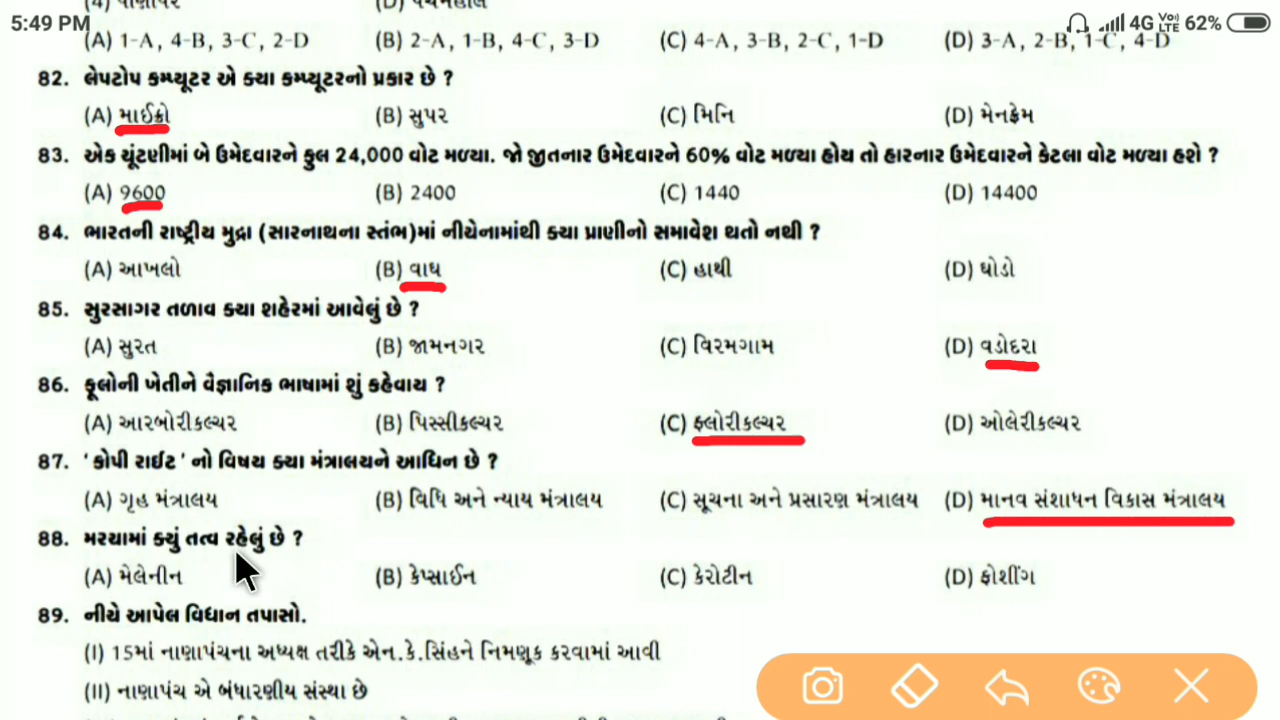 5:49 PM
4G VoLTE 62%
(A) 1-A, 4-B, 3-C, 2-D (B) 2-A, 1-B, 4-C, 3-D (C) 4-A, 3-B, 2-C, 1-D (D) 3-A, 2-B, 1-C, 4-D
82. લેપટોપ કમ્પ્યૂટર એ ક્યા કમ્પ્યૂટરનો પ્રકાર છે ?
(A) માઈક્રો (B) સુપર (C) મિનિ (D) મેનફ્રેમ
83. એક ચૂંટણીમાં બે ઉમેદવારને કુલ 24,000 વોટ મળ્યા. જો જીતનાર ઉમેદવારને 60% વોટ મળ્યા હોય તો હારનાર ઉમેદવારને કેટલા વોટ મળ્યા હશે ?
(A) 9600 (B) 2400 (C) 1440 (D) 14400
84. ભારતની રાષ્ટ્રીય મુદ્રા (સારનાથના સ્તંભ)માં નીચેનામાંથી ક્યા પ્રાણીનો સમાવેશ થતો નથી ?
(A) આખલો (B) વાઘ (C) હાથી (D) ઘોડો
85. સુરસાગર તળાવ ક્યા શહેરમાં આવેલું છે ?
(A) સુરત (B) જામનગર (C) વિરમગામ (D) વડોદરા
86. ફૂલોની ખેતીને વૈજ્ઞાનિક ભાષામાં શું કહેવાય ?
(A) આરબોરીકલ્ચર (B) પિસ્સીકલ્ચર (C) ફ્લોરીકલ્ચર (D) ઓલેરીકલ્ચર
87. ' કોપી રાઈટ ' નો વિષય ક્યા મંત્રાલયને આધિન છે ?
(A) ગૃહ મંત્રાલય (B) વિધિ અને ન્યાય મંત્રાલય (C) સૂચના અને પ્રસારણ મંત્રાલય (D) માનવ સંશાધન વિકાસ મંત્રાલય
88. મરચામાં ક્યું તત્વ રહેલું છે ?
(A) મેલેનીન (B) કેપ્સાઈન (C) કેરોટીન (D) ફોર્શીંગ
89. નીચે આપેલ વિધાન તપાસો.
(I) 15માં નાણાપંચના અધ્યક્ષ તરીકે એન.કે.સિંહને નિમણૂક કરવામાં આવી
(II) નાણાપંચ એ બંધારણીય સંસ્થા છે